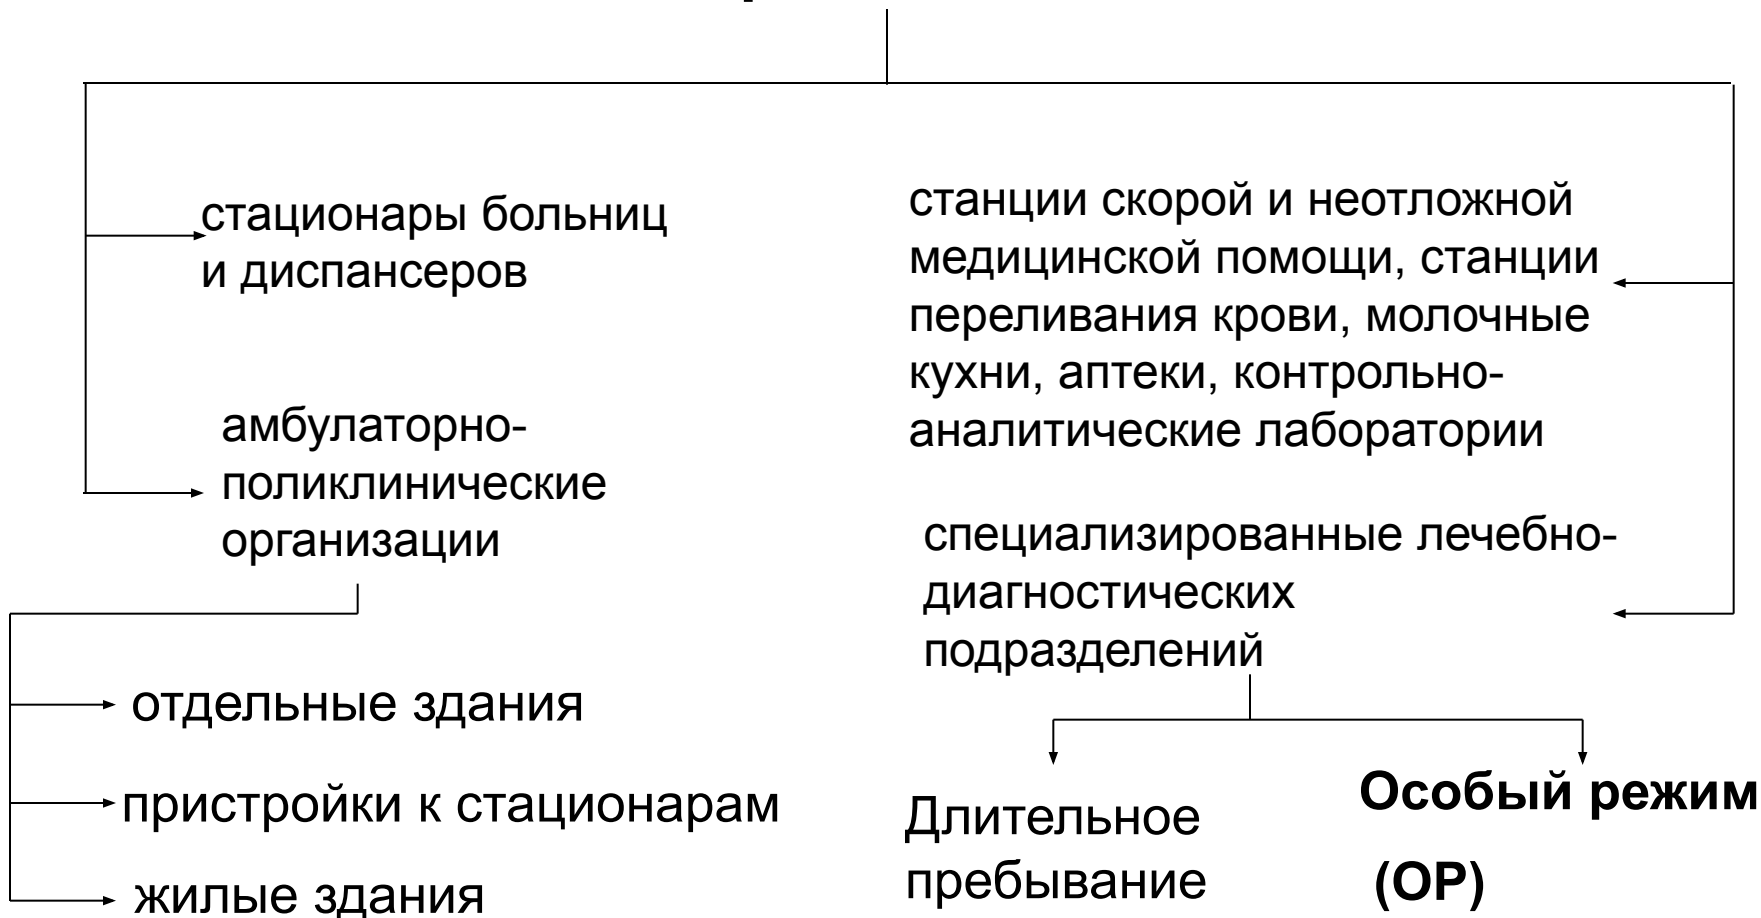 стационары больниц
и диспансеров
амбулаторно-
поликлинические
организации
отдельные здания
пристройки к стационарам
жилые здания
станции скорой и неотложной
медицинской помощи, станции
переливания крови, молочные
кухни, аптеки, контрольно-
аналитические лаборатории
специализированные лечебно-
диагностических
подразделений
Длительное
пребывание
Особый режим
(ОР)